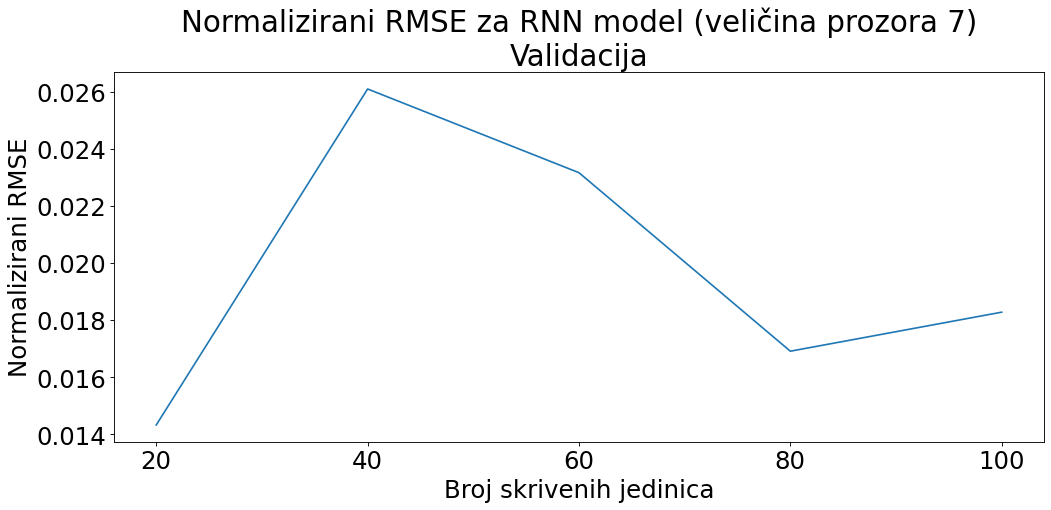 Normalizirani RMSE za RNN model (veličina prozora 7)
Validacija
Normalizirani RMSE
0.026
0.024
0.022
0.020
0.018
0.016
0.014
20 40 60 80 100
Broj skrivenih jedinica